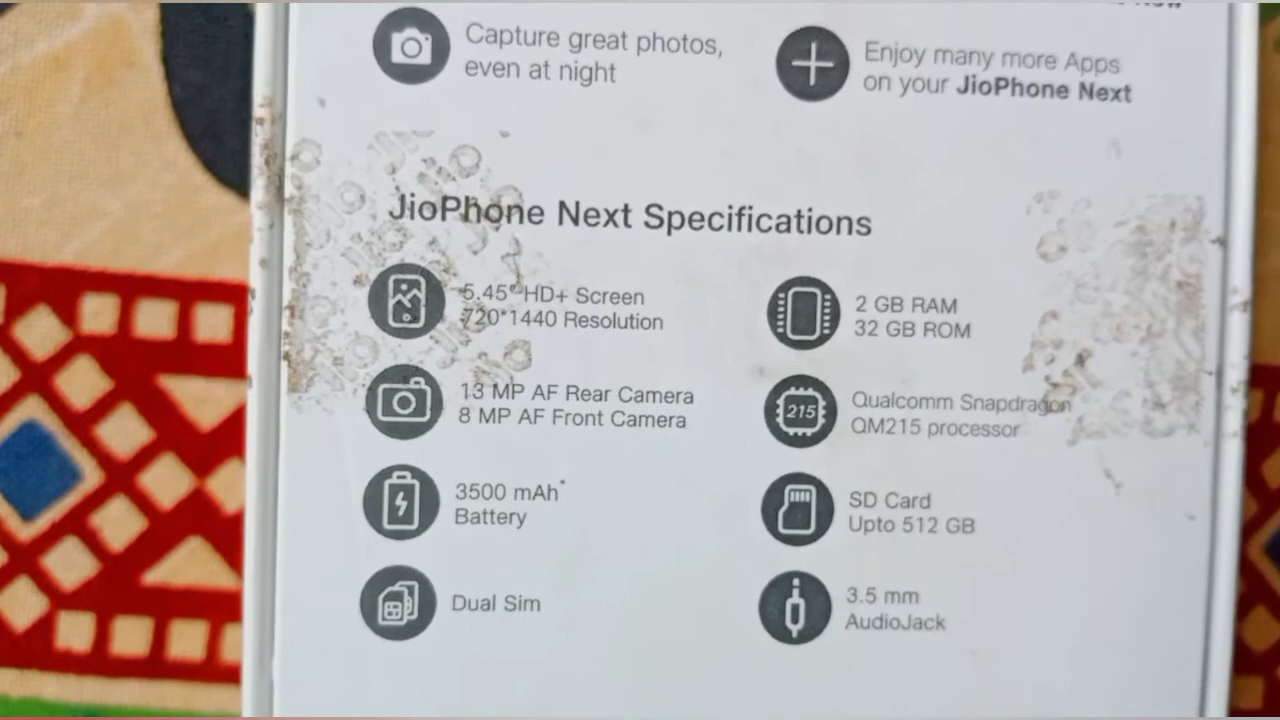 Capture great photos,
even at night
Enjoy many more Apps
on your JioPhone Next
JioPhone Next Specifications
5.45" HD+ Screen
720*1440 Resolution
2 GB RAM
32 GB ROM
13 MP AF Rear Camera
8 MP AF Front Camera
215
Qualcomm Snapdragon
QM215 processor
3500 mAh*
Battery
SD Card
Upto 512 GB
Dual Sim
3.5 mm
AudioJack